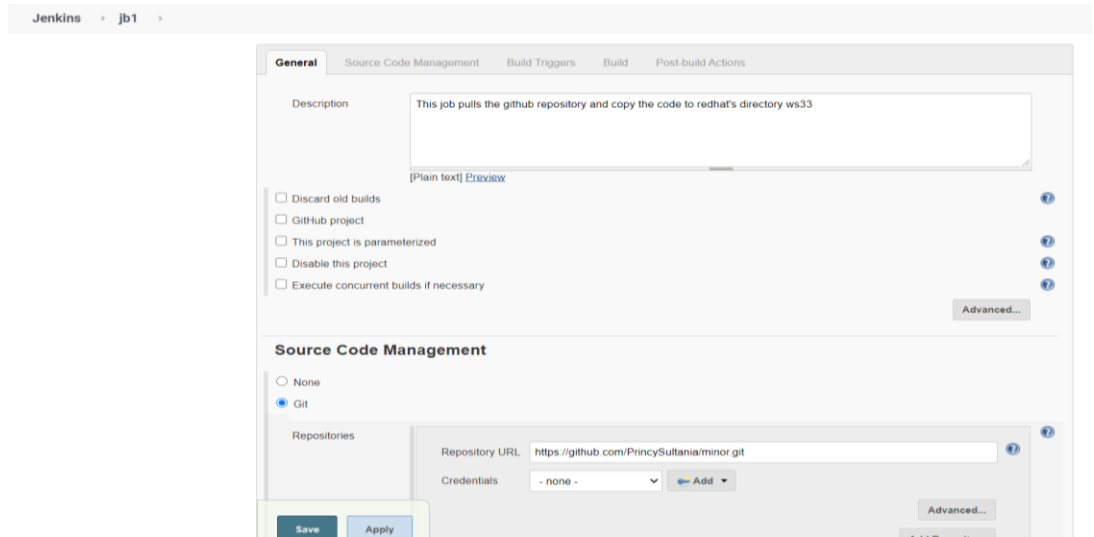 Jenkins jb1
General Source Code Management Build Triggers Build Post-build Actions
Description This job pulls the github repository and copy the code to redhat's directory ws33
[Plain text] Preview
Discard old builds
GitHub project
This project is parameterized
Disable this project
Execute concurrent builds if necessary
Advanced...
Source Code Management
None
Git
Repositories
Repository URL https://github.com/PrincySultania/minor.git
Credentials - none - Add
Advanced...
Save Apply